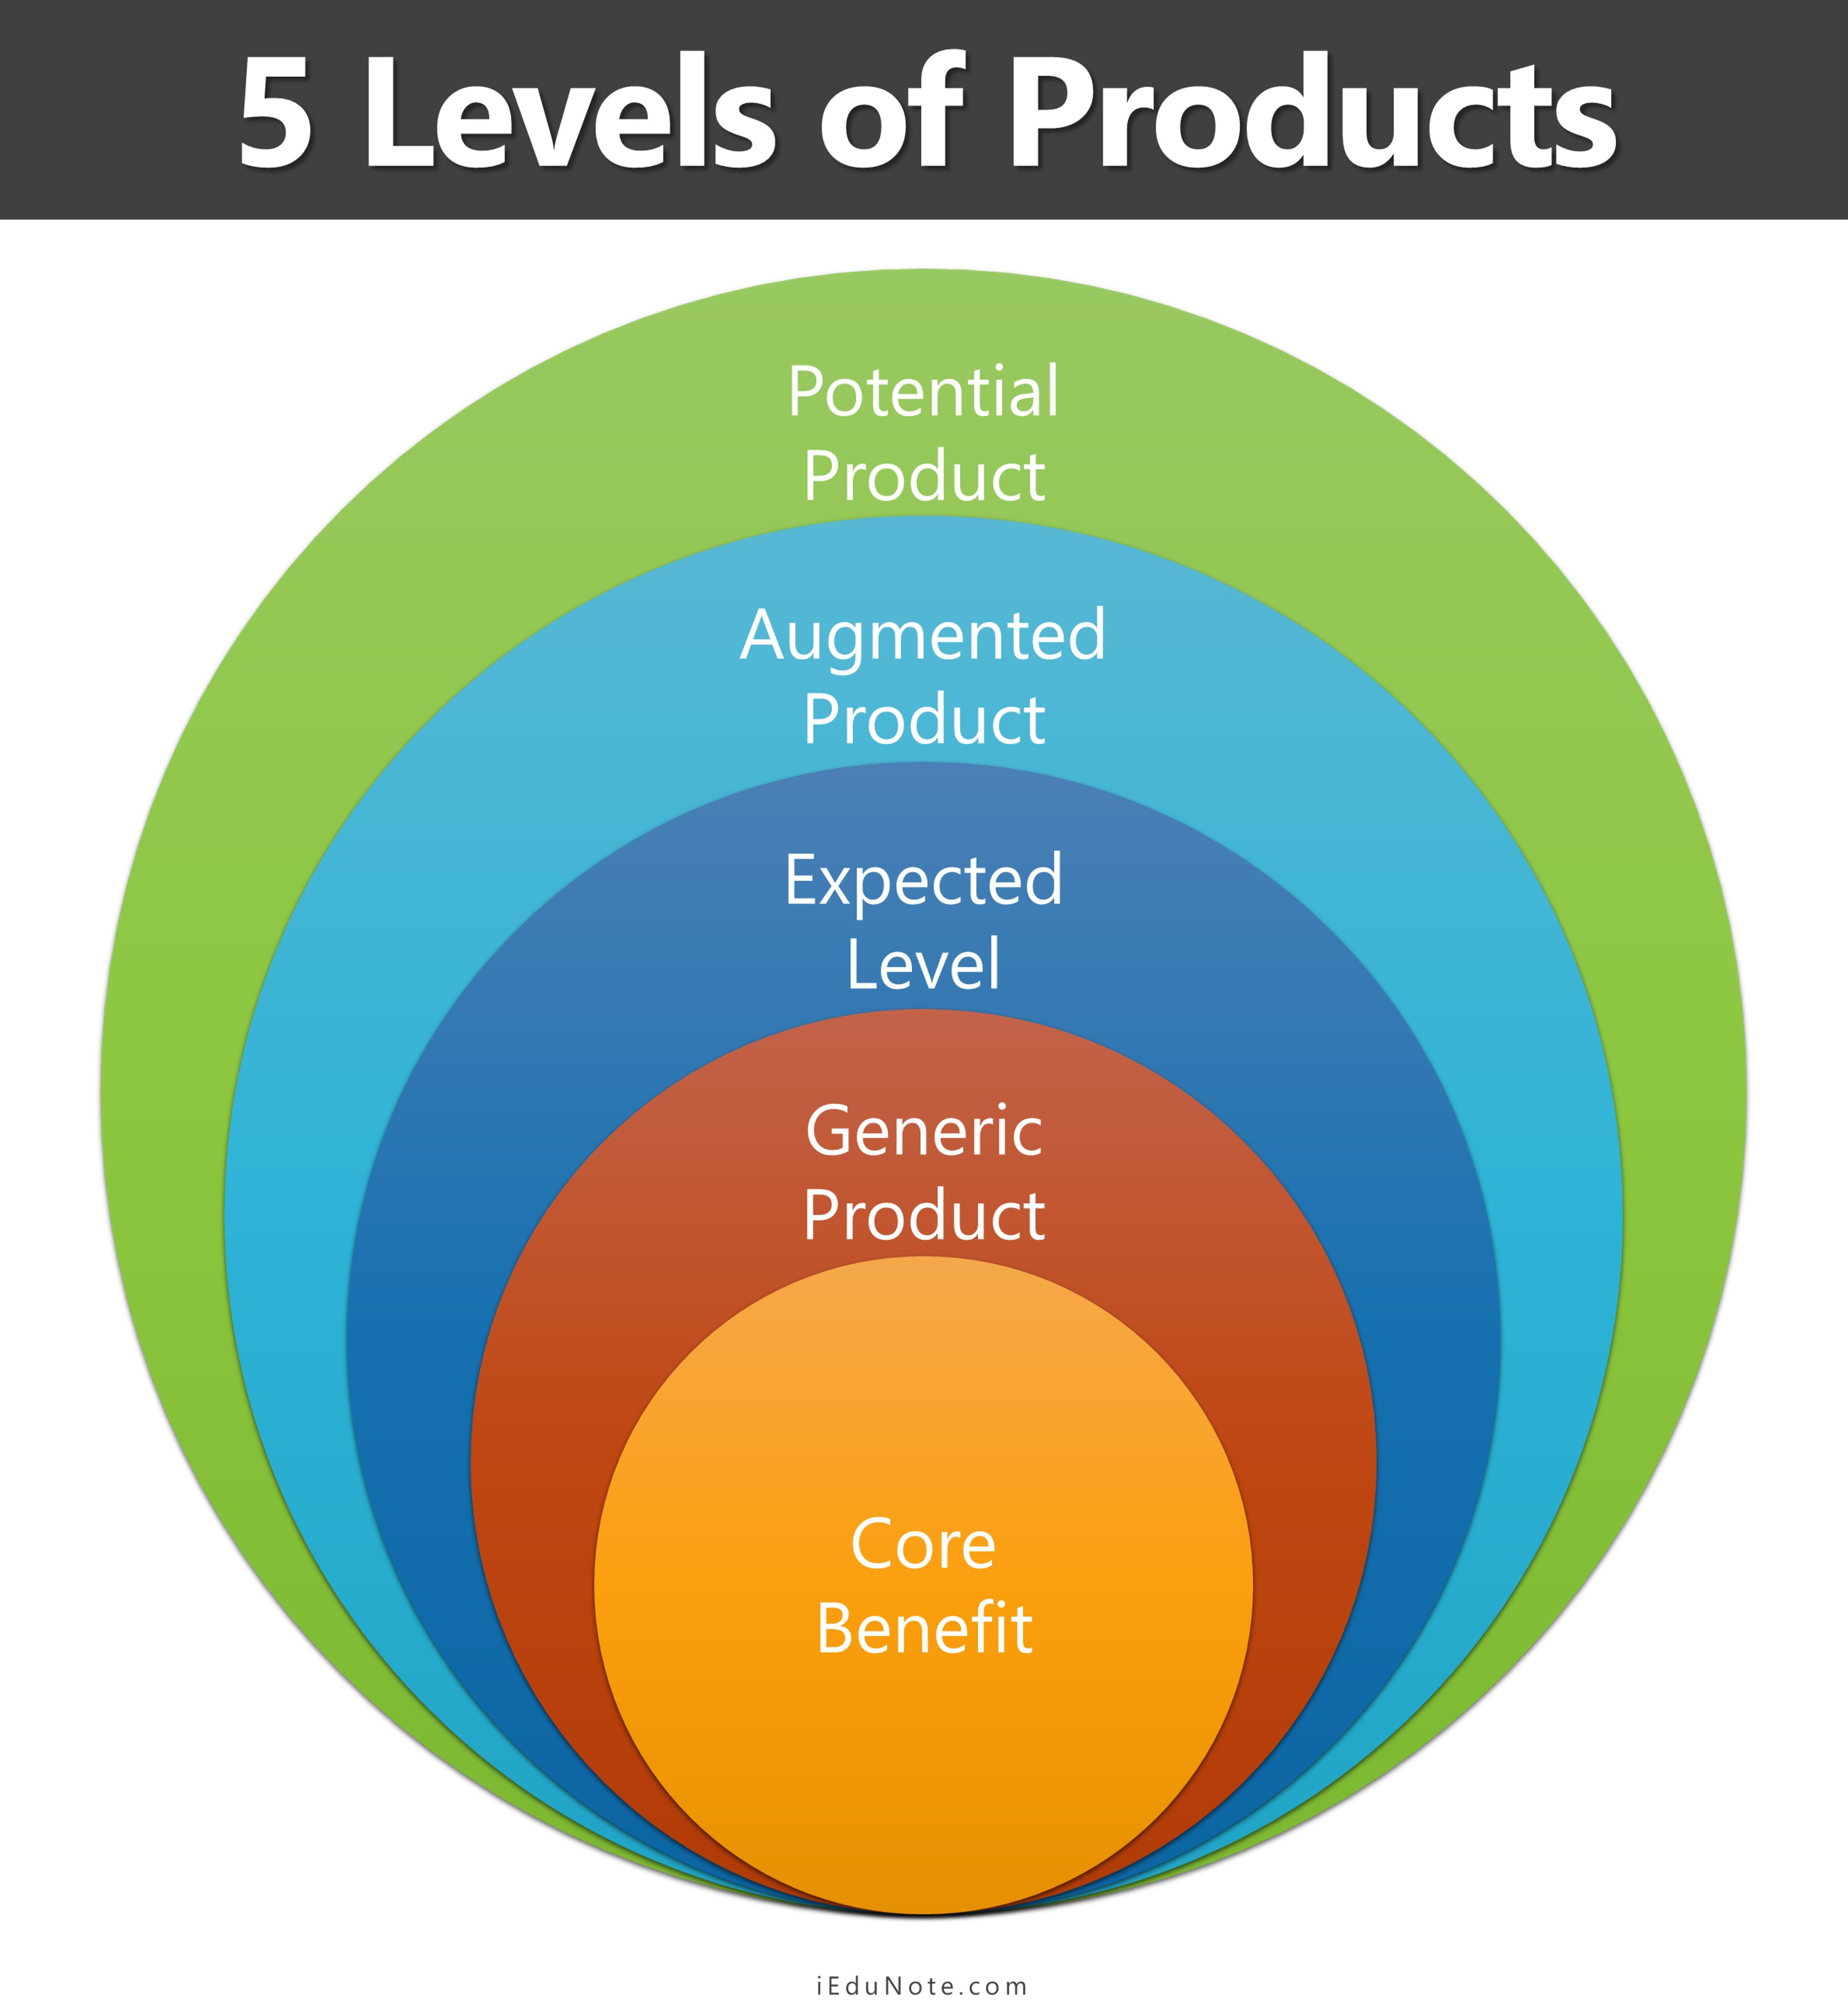 5 Levels of Products
Potential
Product
Augmented
Product
Expected
Level
Generic
Product
Core
Benefit
iEduNote.com